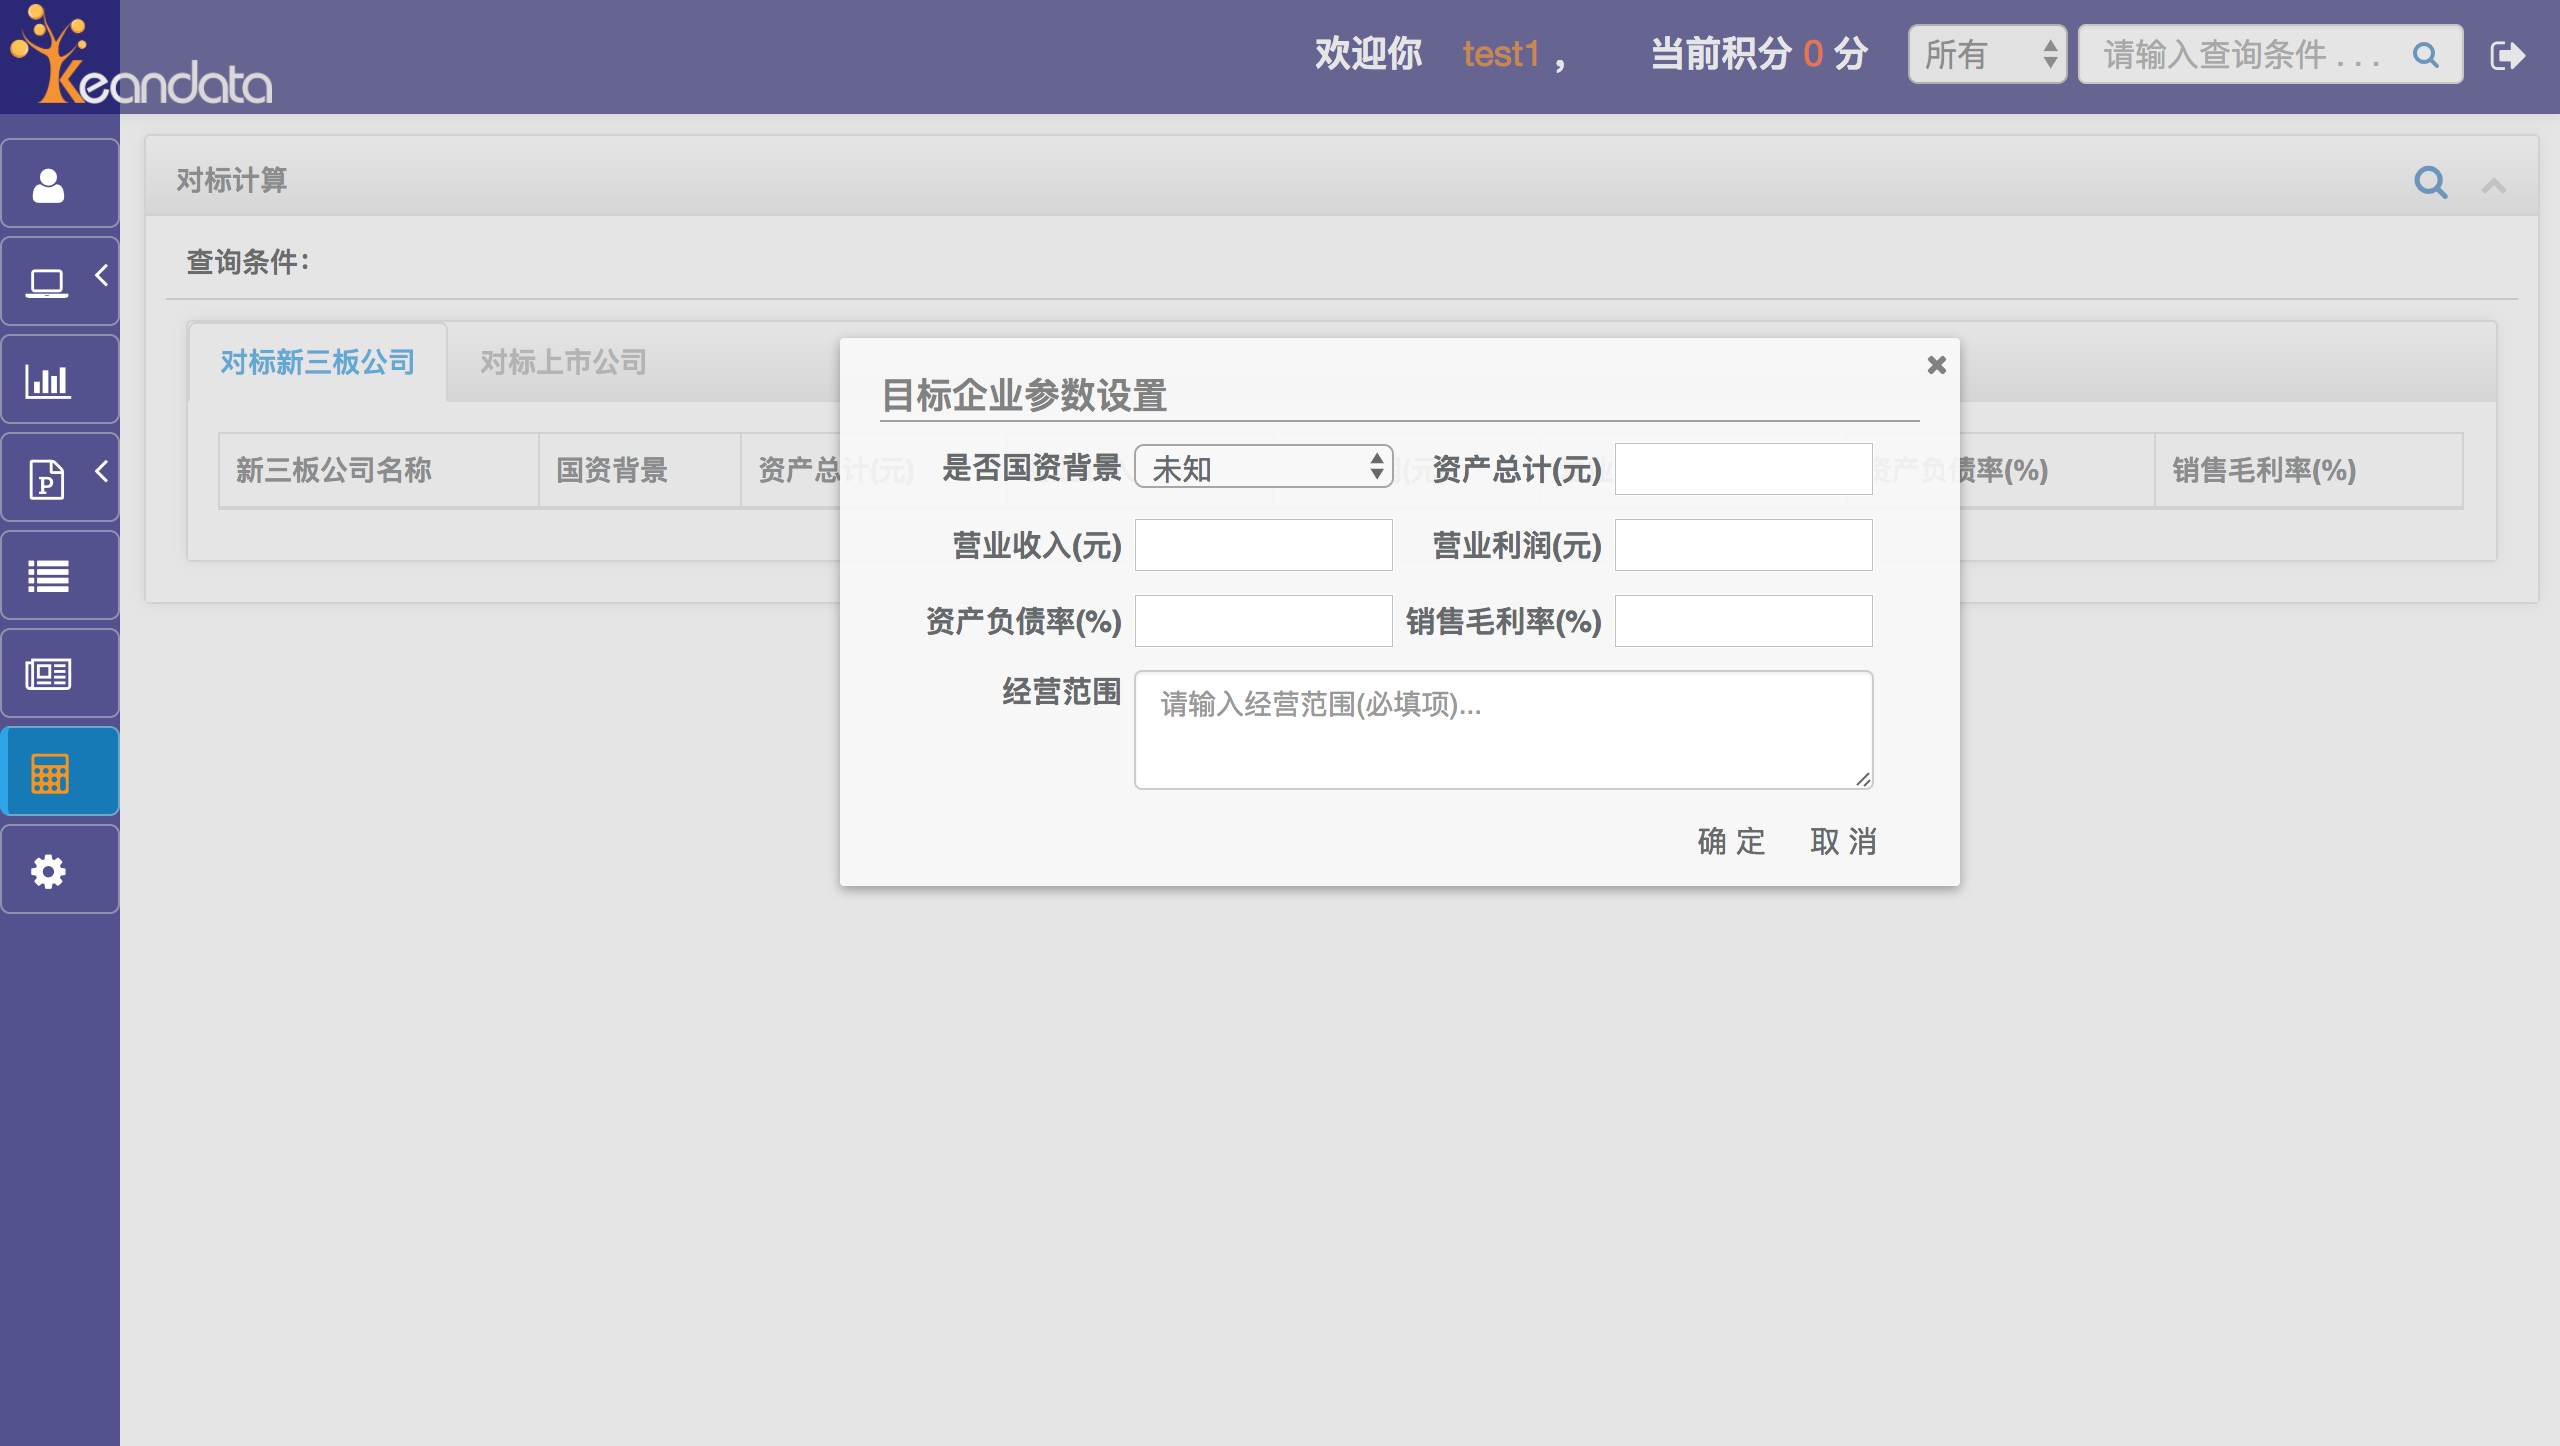 Keandata
欢迎你 test1 ， 当前积分 0 分 所有 请输入查询条件 . . .
对标计算
查询条件：
对标新三板公司 对标上市公司
新三板公司名称 国资背景 资产总计(元) 资产负债率(%) 销售毛利率(%)
目标企业参数设置
是否国资背景 未知 资产总计(元)
营业收入(元) 营业利润(元)
资产负债率(%) 销售毛利率(%)
经营范围 请输入经营范围(必填项)...
确 定 取 消